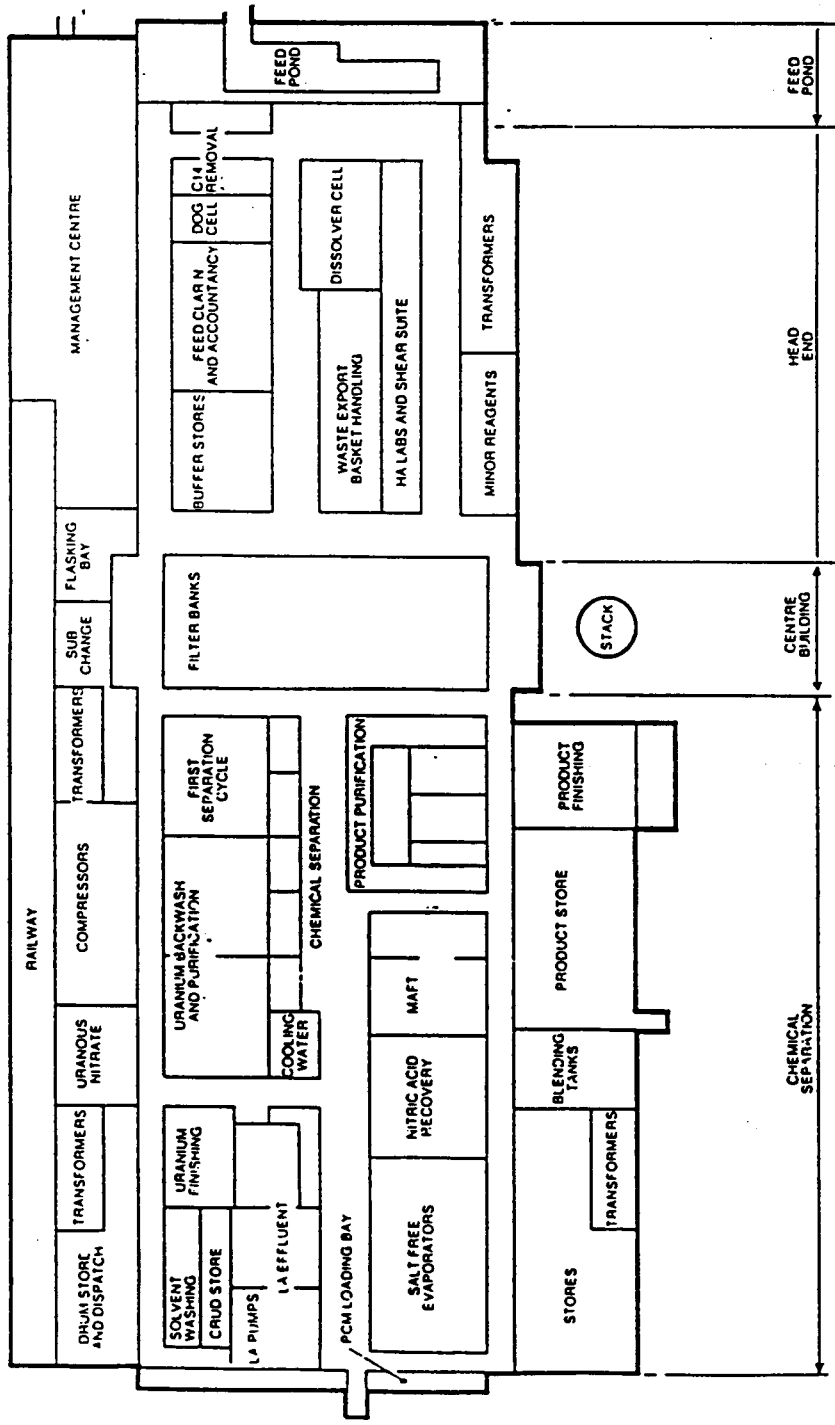 RAILWAY
MANAGEMENT CENTRE
DRUM STORE
AND DISPATCH
TRANSFORMERS
URANOUS
NITRATE
COMPRESSORS
TRANSFORMERS
SUB
CHANGE
FLASKING
BAY
SOLVENT
WASHING
CRUD STORE
LA PUMPS
LA EFFLUENT
URANIUM
FINISHING
URANIUM BACKWASH
AND PURIFICATION
COOLING
WATER
FIRST
SEPARATION
CYCLE
CHEMICAL SEPARATION
FILTER BANKS
BUFFER STORES
FEED CLAR N
AND ACCOUNTANCY
DOG
CELL
C14
REMOVAL
FEED
POND
PCM LOADING BAY
SALT FREE
EVAPORATORS
NITRIC ACID
RECOVERY
MAFT
PRODUCT PURIFICATION
WASTE EXPORT
BASKET HANDLING
DISSOLVER CELL
HA LABS AND SHEAR SUITE
MINOR REAGENTS
TRANSFORMERS
STORES
TRANSFORMERS
BLENDING
TANKS
PRODUCT STORE
PRODUCT
FINISHING
STACK
CHEMICAL
SEPARATION
CENTRE
BUILDING
HEAD
END
FEED
POND